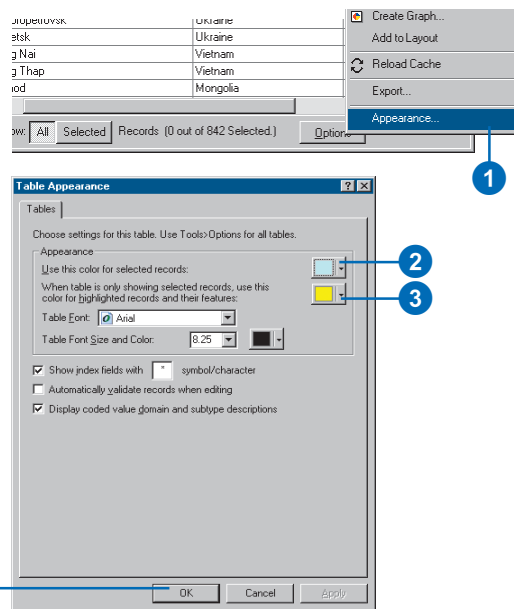 Ukraine
Create Graph...
etsk Ukraine
Add to Layout
g Nai Vietnam
g Thap Vietnam
Reload Cache
nod Mongolia
Export...
ow: All Selected Records (0 out of 842 Selected.) Options
Appearance...
1
Table Appearance
Tables
Choose settings for this table. Use Tools>Options for all tables.
Appearance
Use this color for selected records:
2
When table is only showing selected records, use this
color for highlighted records and their features:
3
Table Font: Arial
Table Font Size and Color: 8.25
Show index fields with * symbol/character
Automatically validate records when editing
Display coded value domain and subtype descriptions
OK Cancel Apply